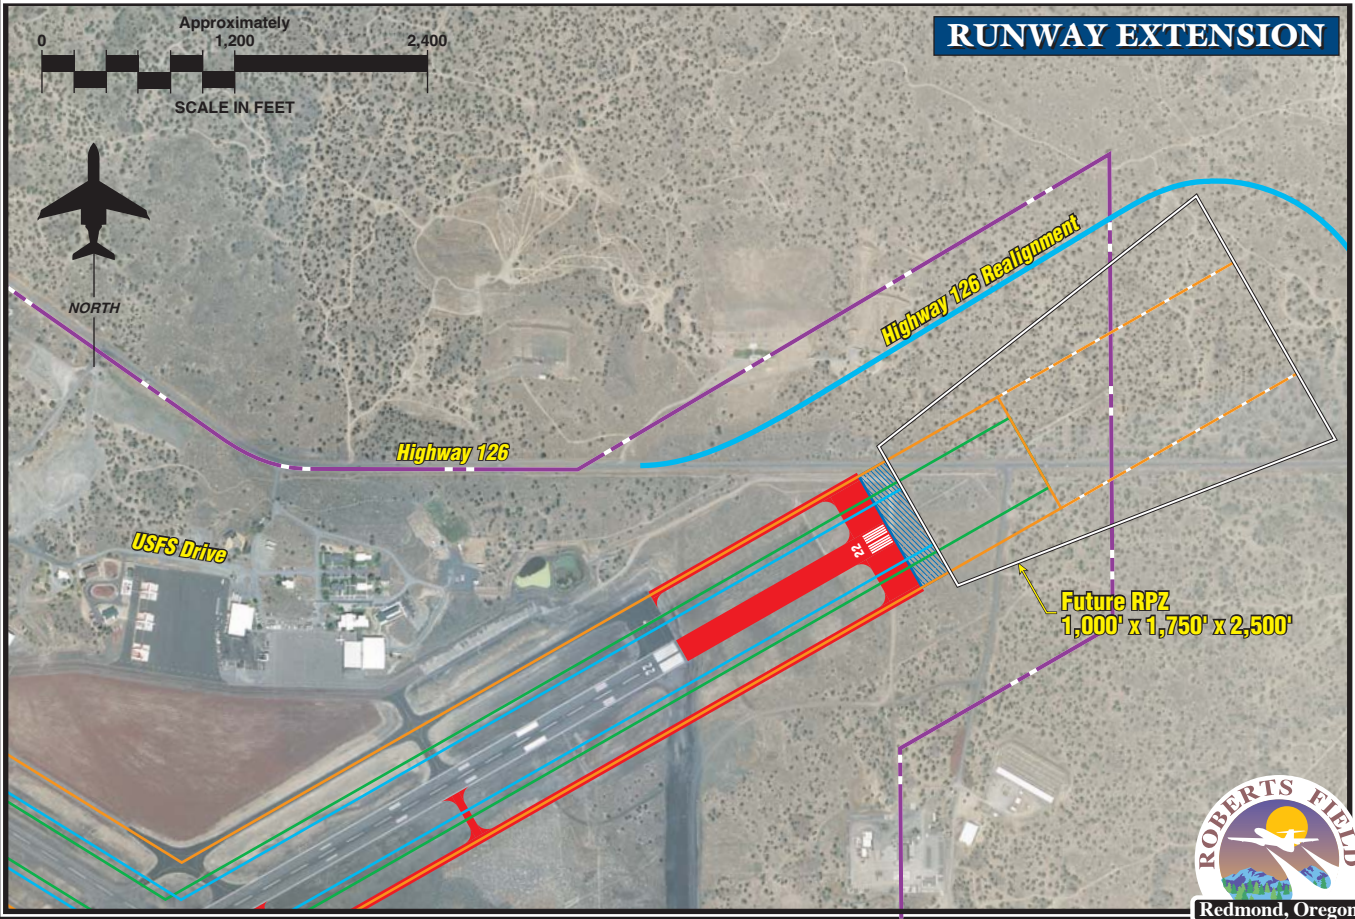 Approximately
0 1,200 2,400
SCALE IN FEET
RUNWAY EXTENSION
NORTH
Highway 126 Realignment
Highway 126
USFS Drive
22
22
Future RPZ
1,000' x 1,750' x 2,500'
ROBERTS FIELD
Redmond, Oregon